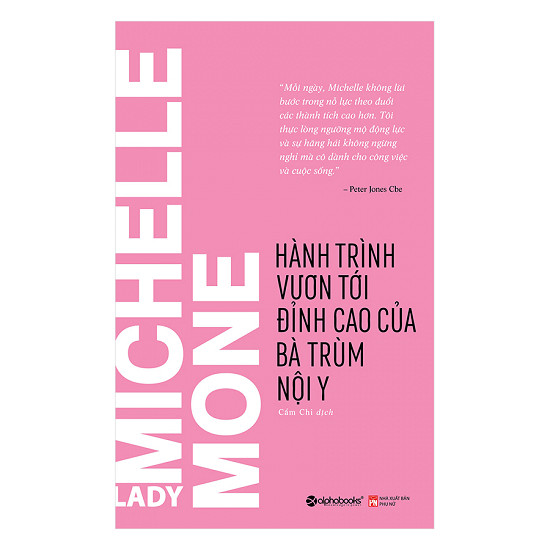 LADY
MICHELLE
MONE
“Mỗi ngày, Michelle không lùi
bước trong nỗ lực theo đuổi
các thành tích cao hơn. Tôi
thực lòng ngưỡng mộ động lực
và sự hăng hái không ngừng
nghỉ mà cô dành cho công việc
và cuộc sống.”
– Peter Jones Cbe
HÀNH TRÌNH
VƯƠN TỚI
ĐỈNH CAO CỦA
BÀ TRÙM
NỘI Y
Cẩm Chi dịch
alphabooks
NHÀ XUẤT BẢN
PHỤ NỮ